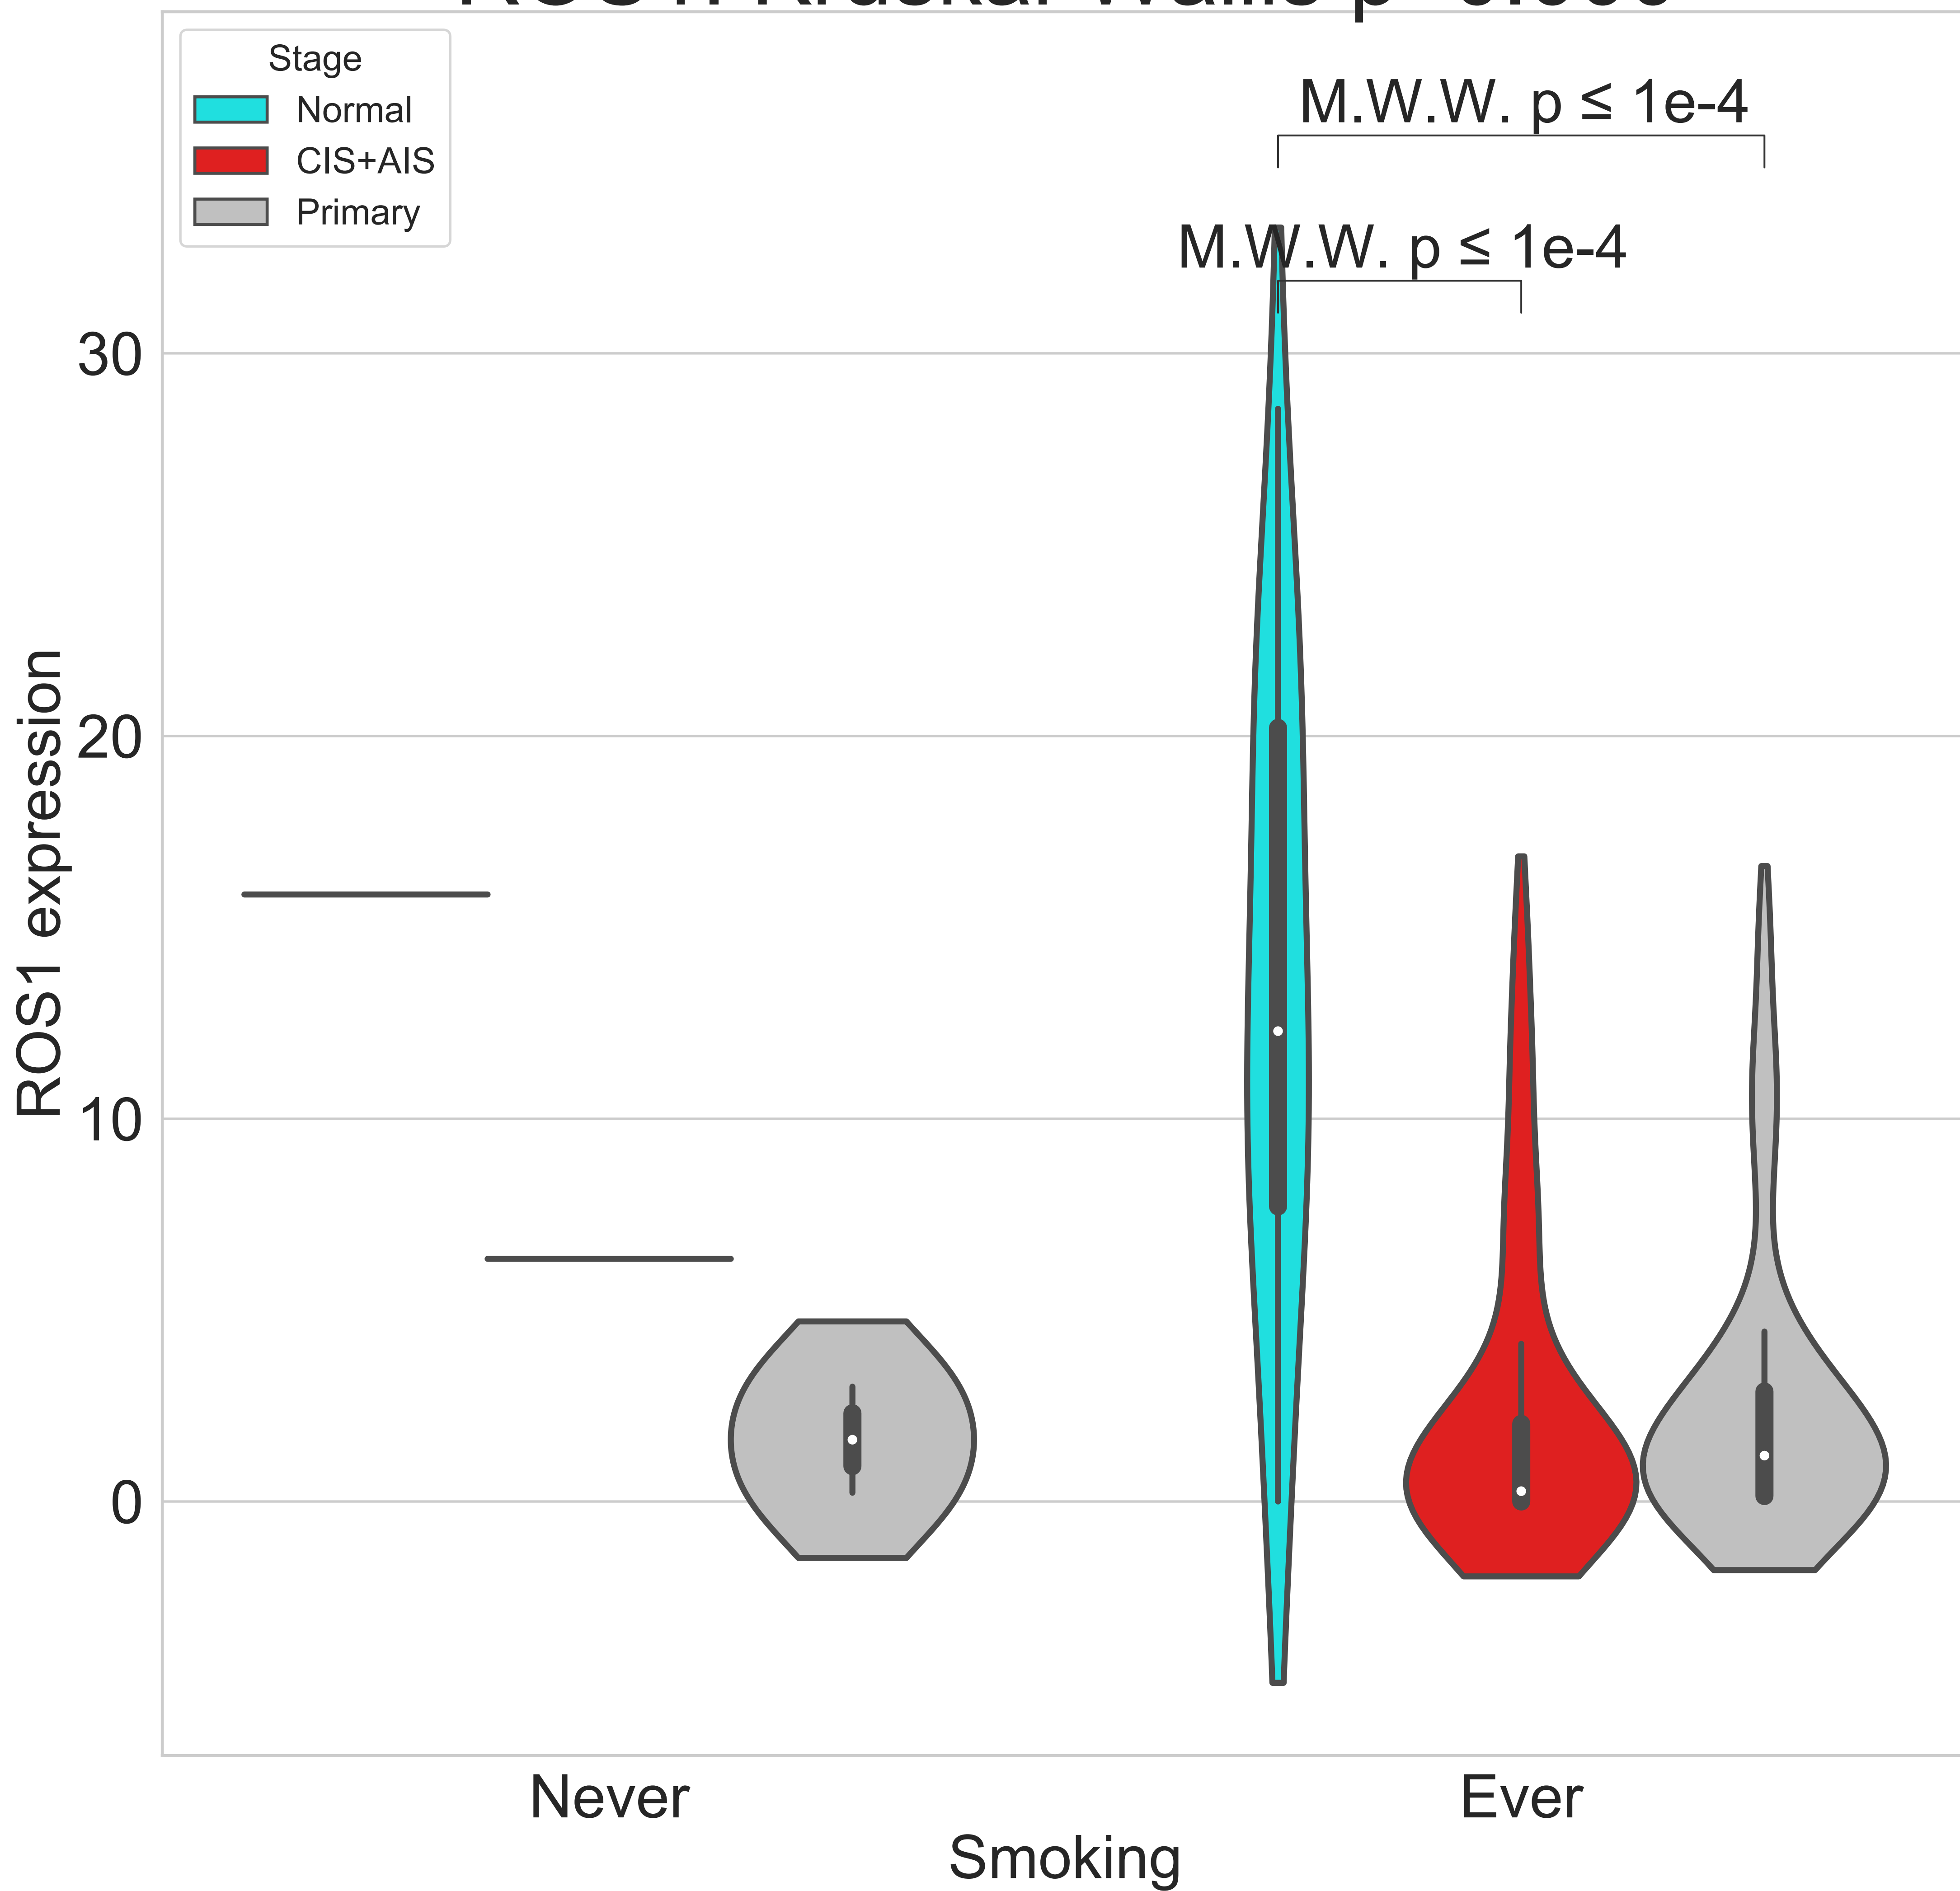 Stage
Normal
CIS+AIS
Primary
M.W.W. p ≤ 1e-4
M.W.W. p ≤ 1e-4
30
20
10
0
ROS1 expression
Never
Ever
Smoking